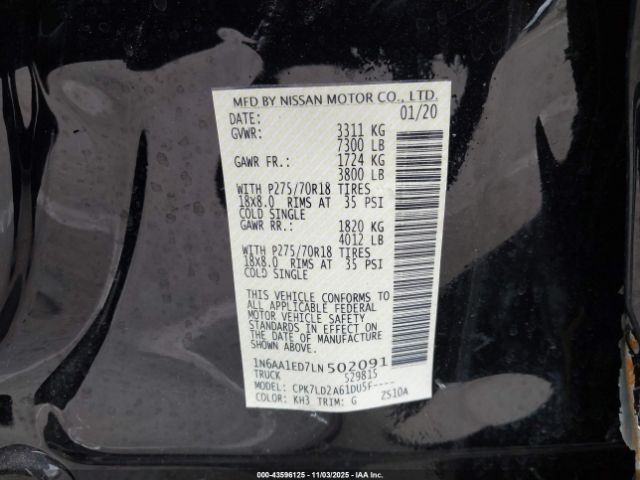 MFD BY NISSAN MOTOR CO., LTD.
DATE: 01/20
GVWR: 3311 KG
7300 LB
GAWR FR.: 1724 KG
3800 LB
WITH P275/70R18 TIRES
18X8.0 RIMS AT 35 PSI
COLD SINGLE
GAWR RR.: 1820 KG
4012 LB
WITH P275/70R18 TIRES
18X8.0 RIMS AT 35 PSI
COLD SINGLE
THIS VEHICLE CONFORMS TO
ALL APPLICABLE FEDERAL
MOTOR VEHICLE SAFETY
STANDARDS IN EFFECT ON
THE DATE OF MANUFACTURE
SHOWN ABOVE.
1N6AA1ED7LN502091
TRUCK 529815
MODEL: CPK7LD2A61DU5F----
COLOR: KH3 TRIM: G ZS10A
000-43596125 - 11/03/2025 - IAA Inc.